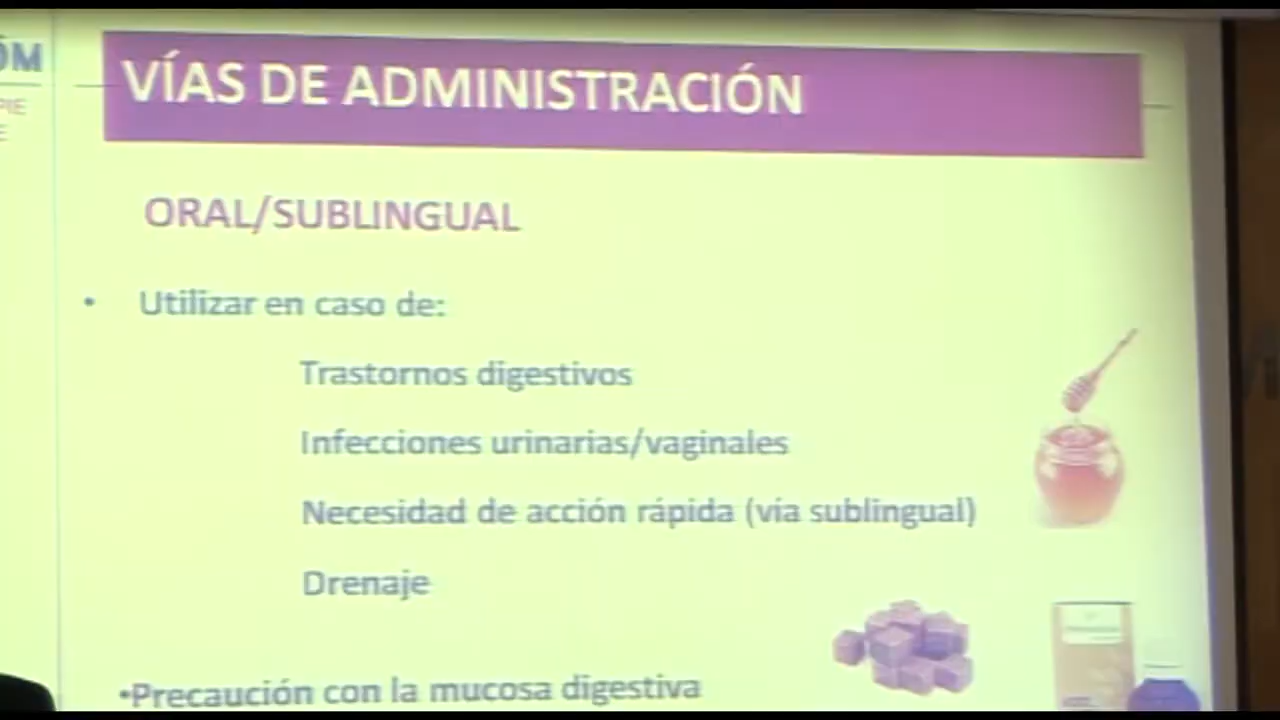 VÍAS DE ADMINISTRACIÓN
ORAL/SUBLINGUAL
• Utilizar en caso de:
Trastornos digestivos
Infecciones urinarias/vaginales
Necesidad de acción rápida (vía sublingual)
Drenaje
•Precaución con la mucosa digestiva